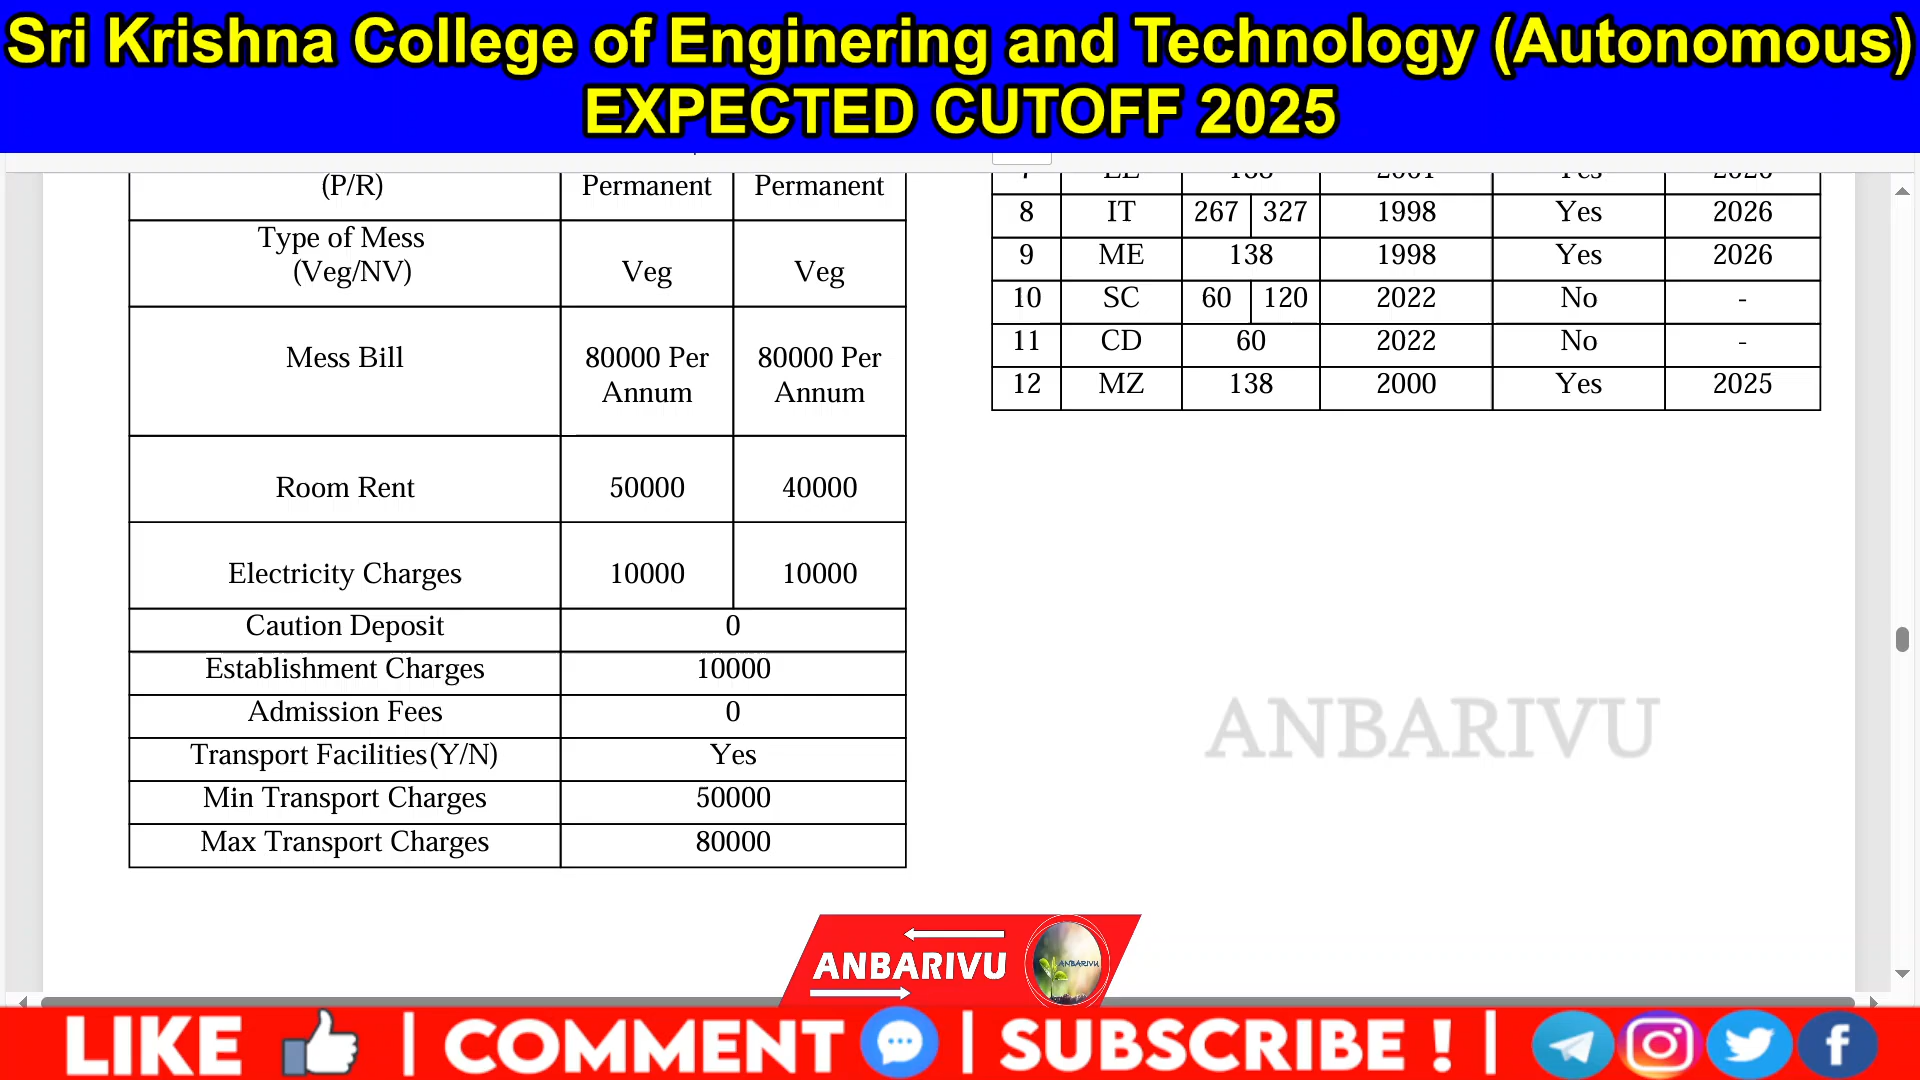 Sri Krishna College of Enginering and Technology (Autonomous)
EXPECTED CUTOFF 2025
(P/R) Permanent Permanent
Type of Mess
(Veg/NV) Veg Veg
Mess Bill 80000 Per 80000 Per
Annum Annum
Room Rent 50000 40000
Electricity Charges 10000 10000
Caution Deposit 0
Establishment Charges 10000
Admission Fees 0
Transport Facilities(Y/N) Yes
Min Transport Charges 50000
Max Transport Charges 80000
8 IT 267 327 1998 Yes 2026
9 ME 138 1998 Yes 2026
10 SC 60 120 2022 No -
11 CD 60 2022 No -
12 MZ 138 2000 Yes 2025
ANBARIVU
ANBARIVU
ANBARIVU
LIKE | COMMENT | SUBSCRIBE ! |